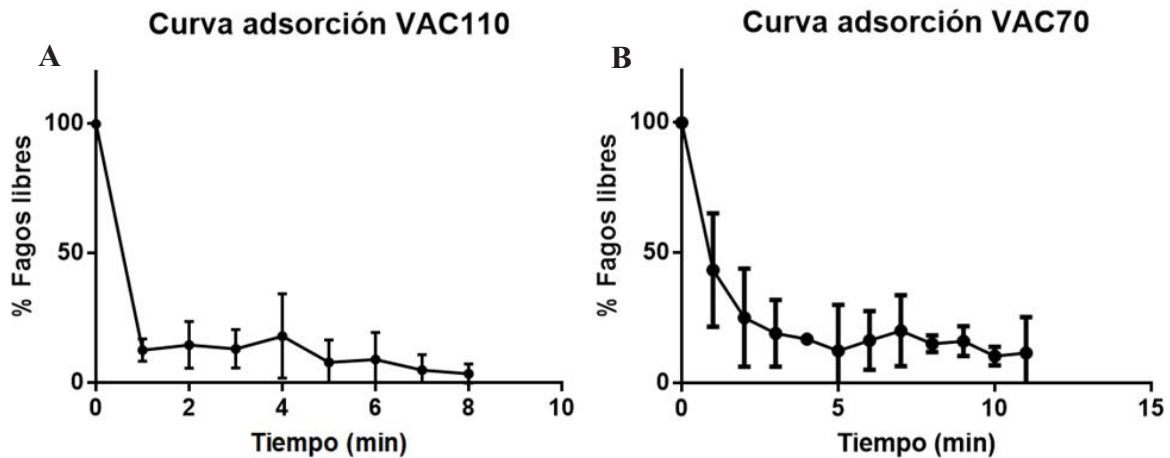 Curva adsorción VAC110
A
% Fagos libres
100
50
0
0 2 4 6 8 10
Tiempo (min)
Curva adsorción VAC70
B
% Fagos libres
100
50
0
0 5 10 15
Tiempo (min)